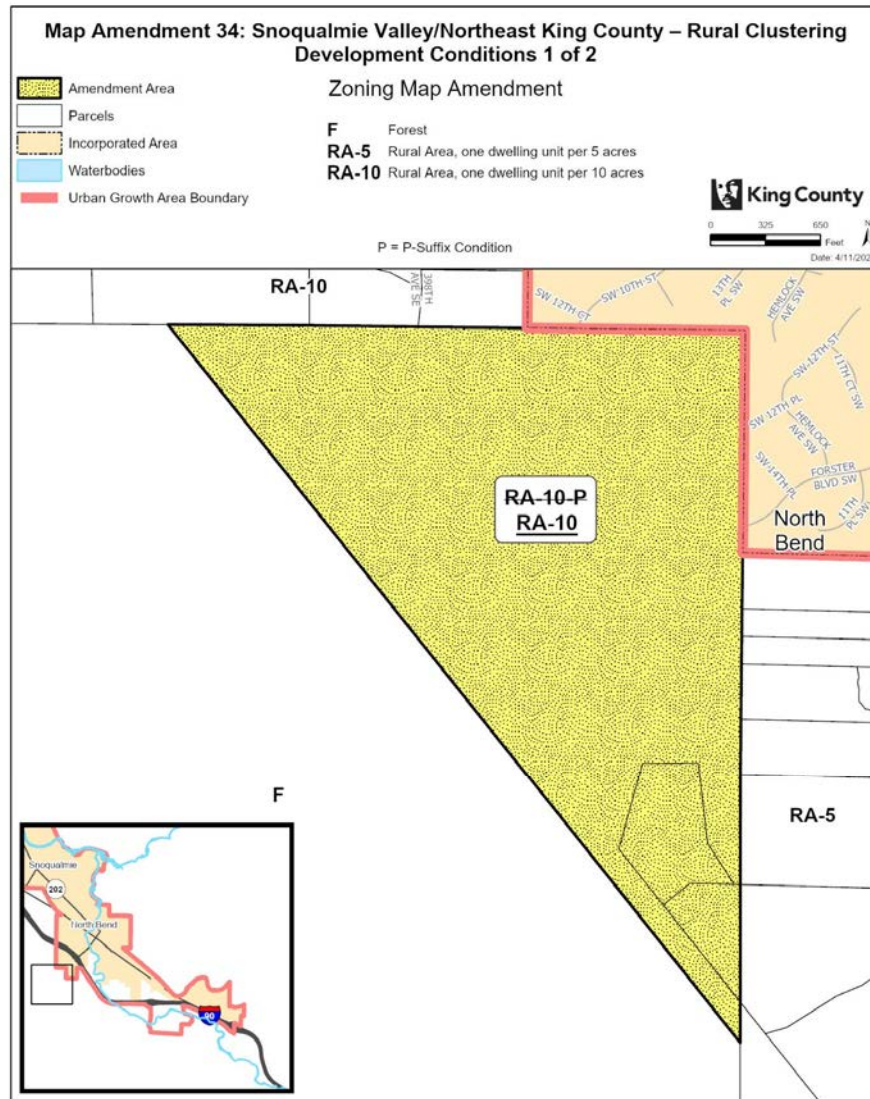 Map Amendment 34: Snoqualmie Valley/Northeast King County – Rural Clustering
Development Conditions 1 of 2
Amendment Area
Parcels
Incorporated Area
Waterbodies
Urban Growth Area Boundary
Zoning Map Amendment
F Forest
RA-5 Rural Area, one dwelling unit per 5 acres
RA-10 Rural Area, one dwelling unit per 10 acres
P = P-Suffix Condition
King County
0 325 650
Feet
N
Date: 4/11/202
RA-10
398TH
AVE SE
SW 12TH CT
SW 10TH ST
13TH
PL SW
HEMLOCK
AVE SW
SW 12TH ST
11TH CT SW
SW 12TH PL
HEMLOCK
AVE SW
SW 14TH PL
FORSTER
BLVD SW
11TH
PL SW
North
Bend
RA-10-P
RA-10
F
RA-5
Snoqualmie
202
North Bend
90